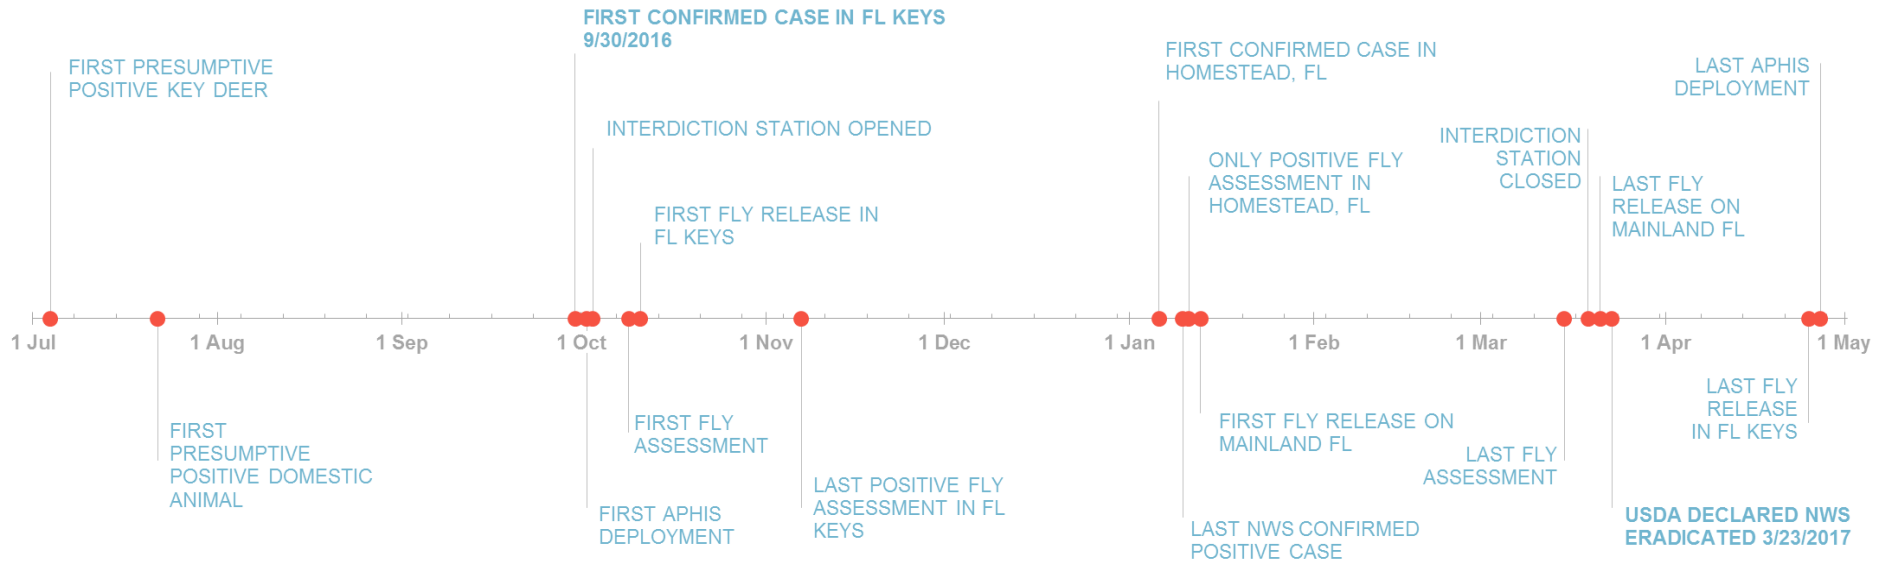 FIRST CONFIRMED CASE IN FL KEYS
9/30/2016
FIRST PRESUMPTIVE
POSITIVE KEY DEER
INTERDICTION STATION OPENED
FIRST FLY RELEASE IN
FL KEYS
FIRST CONFIRMED CASE IN
HOMESTEAD, FL
ONLY POSITIVE FLY
ASSESSMENT IN
HOMESTEAD, FL
INTERDICTION
STATION
CLOSED
LAST FLY
RELEASE ON
MAINLAND FL
LAST APHIS
DEPLOYMENT
1 Jul
1 Aug
1 Sep
1 Oct
1 Nov
1 Dec
1 Jan
1 Feb
1 Mar
1 Apr
1 May
FIRST
PRESUMPTIVE
POSITIVE DOMESTIC
ANIMAL
FIRST APHIS
DEPLOYMENT
FIRST FLY
ASSESSMENT
LAST POSITIVE FLY
ASSESSMENT IN FL
KEYS
LAST NWS CONFIRMED
POSITIVE CASE
FIRST FLY RELEASE ON
MAINLAND FL
LAST FLY
ASSESSMENT
USDA DECLARED NWS
ERADICATED 3/23/2017
LAST FLY
RELEASE
IN FL KEYS